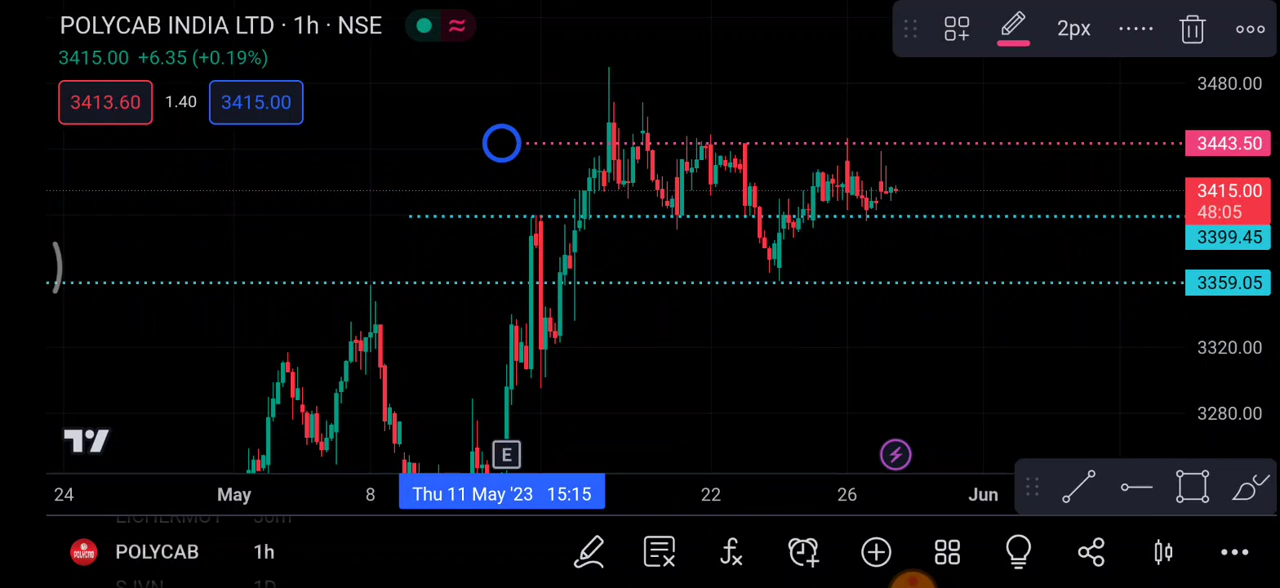 POLYCAB INDIA LTD · 1h · NSE
2px
3415.00 +6.35 (+0.19%)
3413.60 1.40 3415.00
3480.00
3443.50
3415.00
48:05
3399.45
3359.05
3320.00
3280.00
E
24 May 8 Thu 11 May '23 15:15 22 26 Jun
POLYCAB 1h